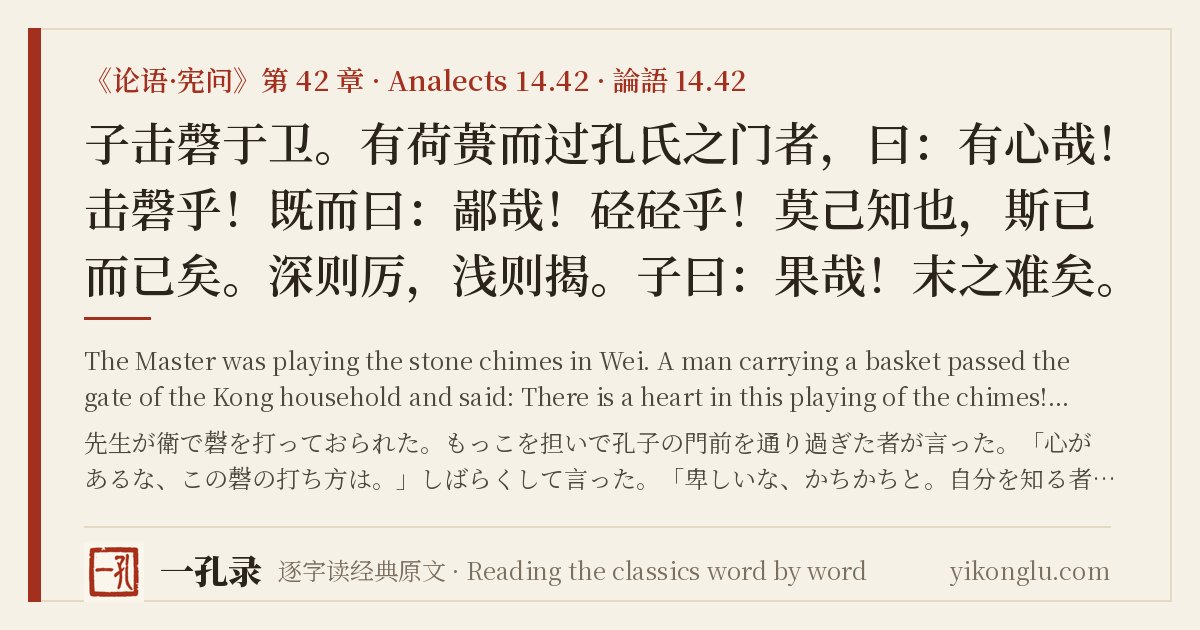 《论语·宪问》第 42 章 · Analects 14.42 · 論語 14.42
子击磬于卫。有荷蒉而过孔氏之门者，曰：有心哉！
击磬乎！既而曰：鄙哉！硁硁乎！莫己知也，斯已
而已矣。深则厉，浅则揭。子曰：果哉！末之难矣。
The Master was playing the stone chimes in Wei. A man carrying a basket passed the
gate of the Kong household and said: There is a heart in this playing of the chimes!...
先生が衛で磬を打っておられた。もっこを担いで孔子の門前を通り過ぎた者が言った。「心が
あるな、この磬の打ち方は。」しばらくして言った。「卑しいな、かちかちと。自分を知る者…
一孔
一孔录 逐字读经典原文 · Reading the classics word by word yikonglu.com